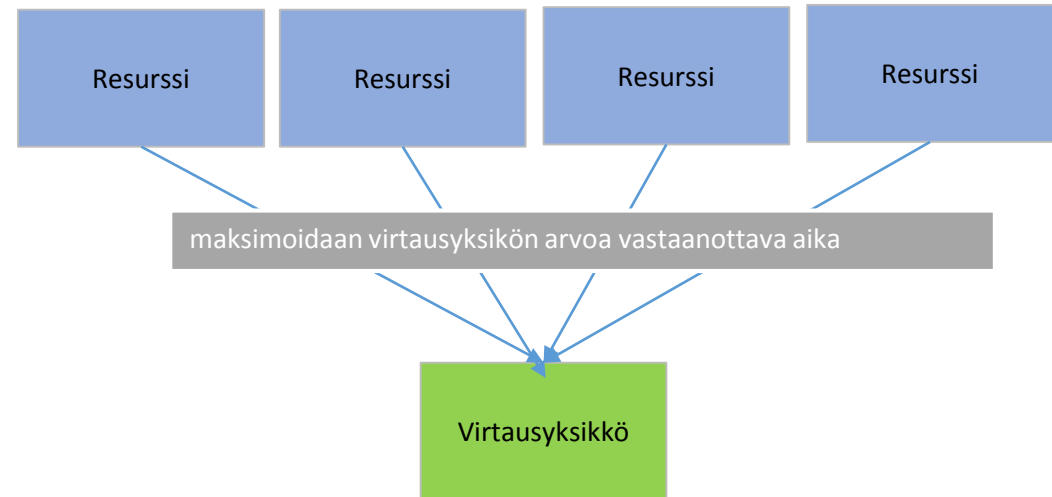 Resurssi
Resurssi
Resurssi
Resurssi
maksimoidaan virtausyksikön arvoa vastaanottava aika
Virtausyksikkö